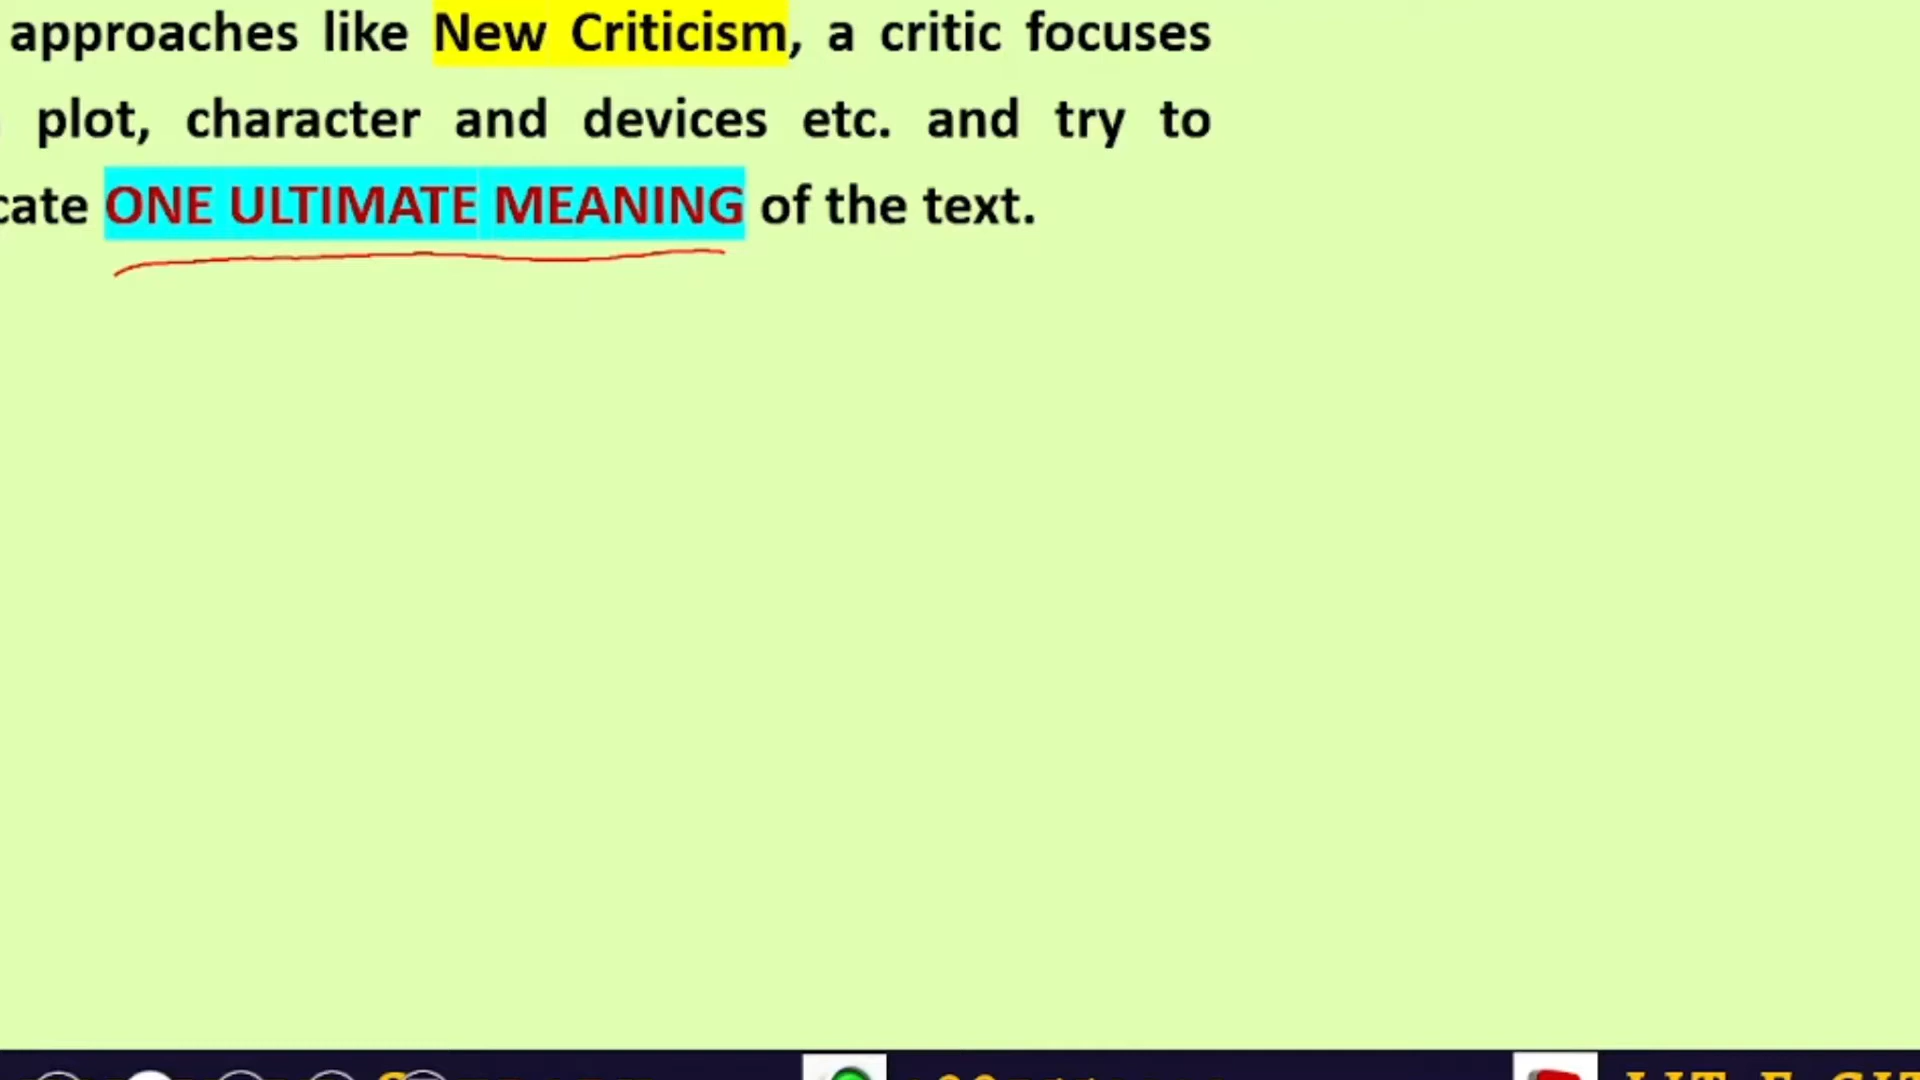 approaches like New Criticism, a critic focuses
plot, character and devices etc. and try to
cate ONE ULTIMATE MEANING of the text.